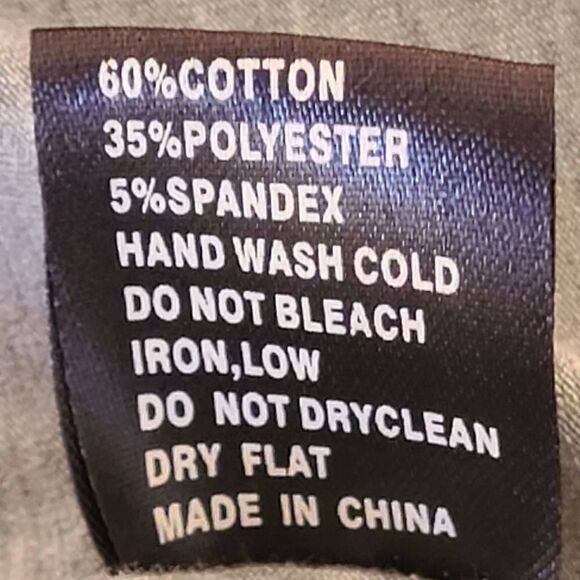 60%COTTON
35%POLYESTER
5%SPANDEX
HAND WASH COLD
DO NOT BLEACH
IRON,LOW
DO NOT DRYCLEAN
DRY FLAT
MADE IN CHINA